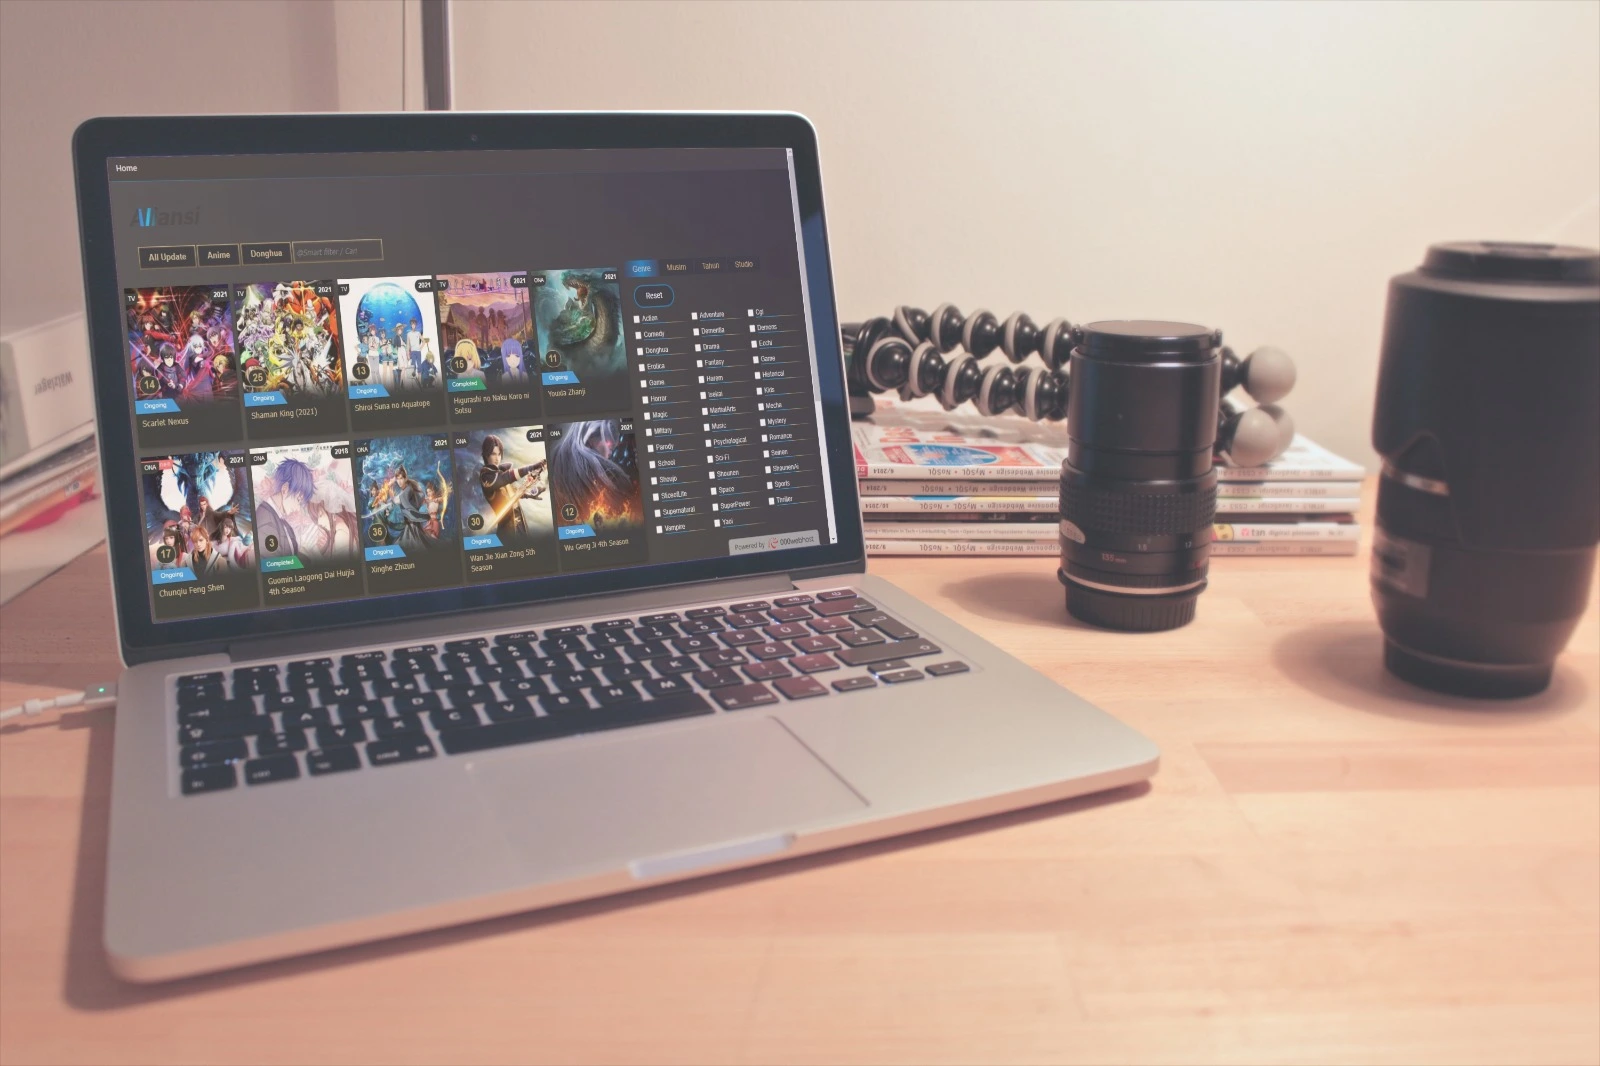 Home
Aliansi
All Update
Anime
Donghua
@Smart filter / Cari
Genre
Musim
Tahun
Studio
Reset
TV
2021
14
Ongoing
Scarlet Nexus
TV
2021
25
Ongoing
Shaman King (2021)
TV
2021
13
Ongoing
Shiroi Suna no Aquatope
TV
2021
15
Completed
Higurashi no Naku Koro ni
Sotsu
ONA
2021
11
Ongoing
Youxia Zhanji
ONA
2021
17
Ongoing
Chunqiu Feng Shen
ONA
2018
3
Completed
Guomin Laogong Dai Huijia
4th Season
ONA
2021
36
Ongoing
Xinghe Zhizun
ONA
2021
30
Ongoing
Wan Jie Xian Zong 5th
Season
ONA
2021
12
Ongoing
Wu Geng Ji 4th Season
Action
Adventure
Cgi
Comedy
Dementia
Demons
Donghua
Drama
Ecchi
Erotica
Fantasy
Game
Game
Harem
Historical
Horror
Isekai
Kids
Magic
MartialArts
Mecha
Military
Music
Mystery
Parody
Psychological
Romance
School
Sci-Fi
Seinen
Shoujo
Shounen
ShounenAi
SliceofLife
Space
Sports
Supernatural
SuperPower
Thriller
Vampire
Yaoi
Powered by 000webhost